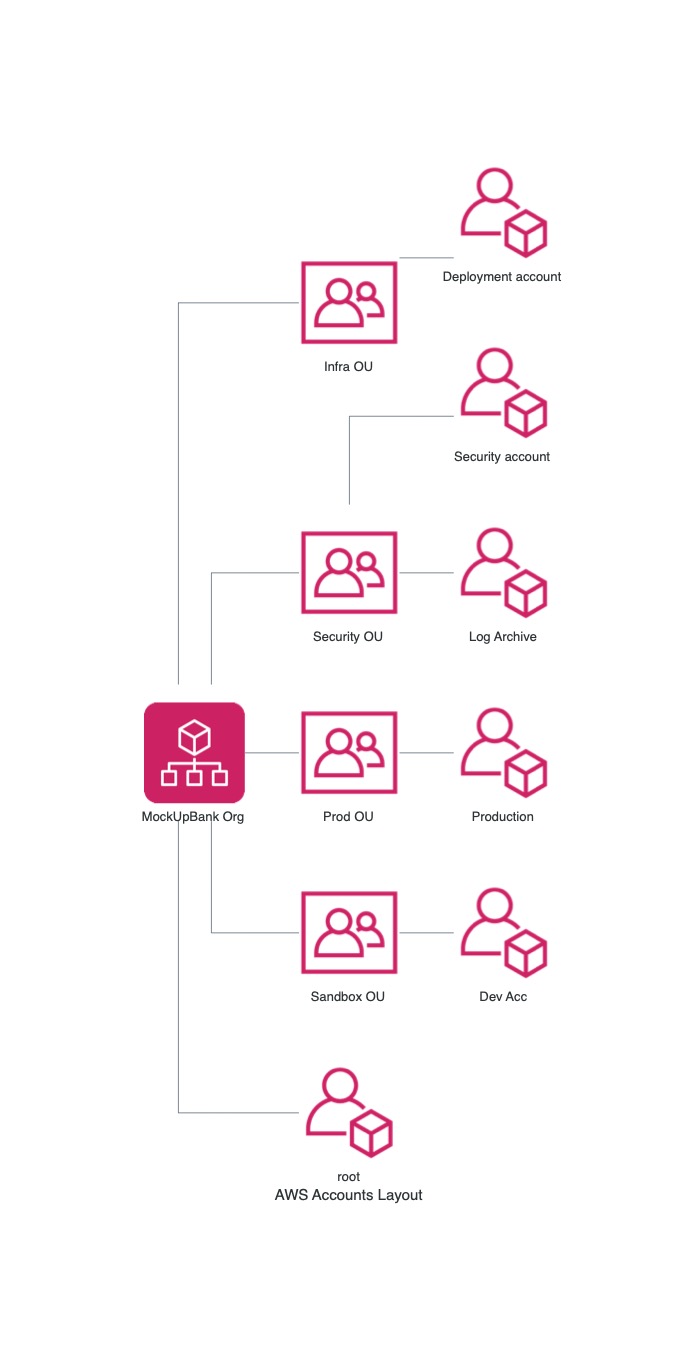 Deployment account
Infra OU
Security account
Security OU
Log Archive
MockUpBank Org
Prod OU
Production
Sandbox OU
Dev Acc
root
AWS Accounts Layout